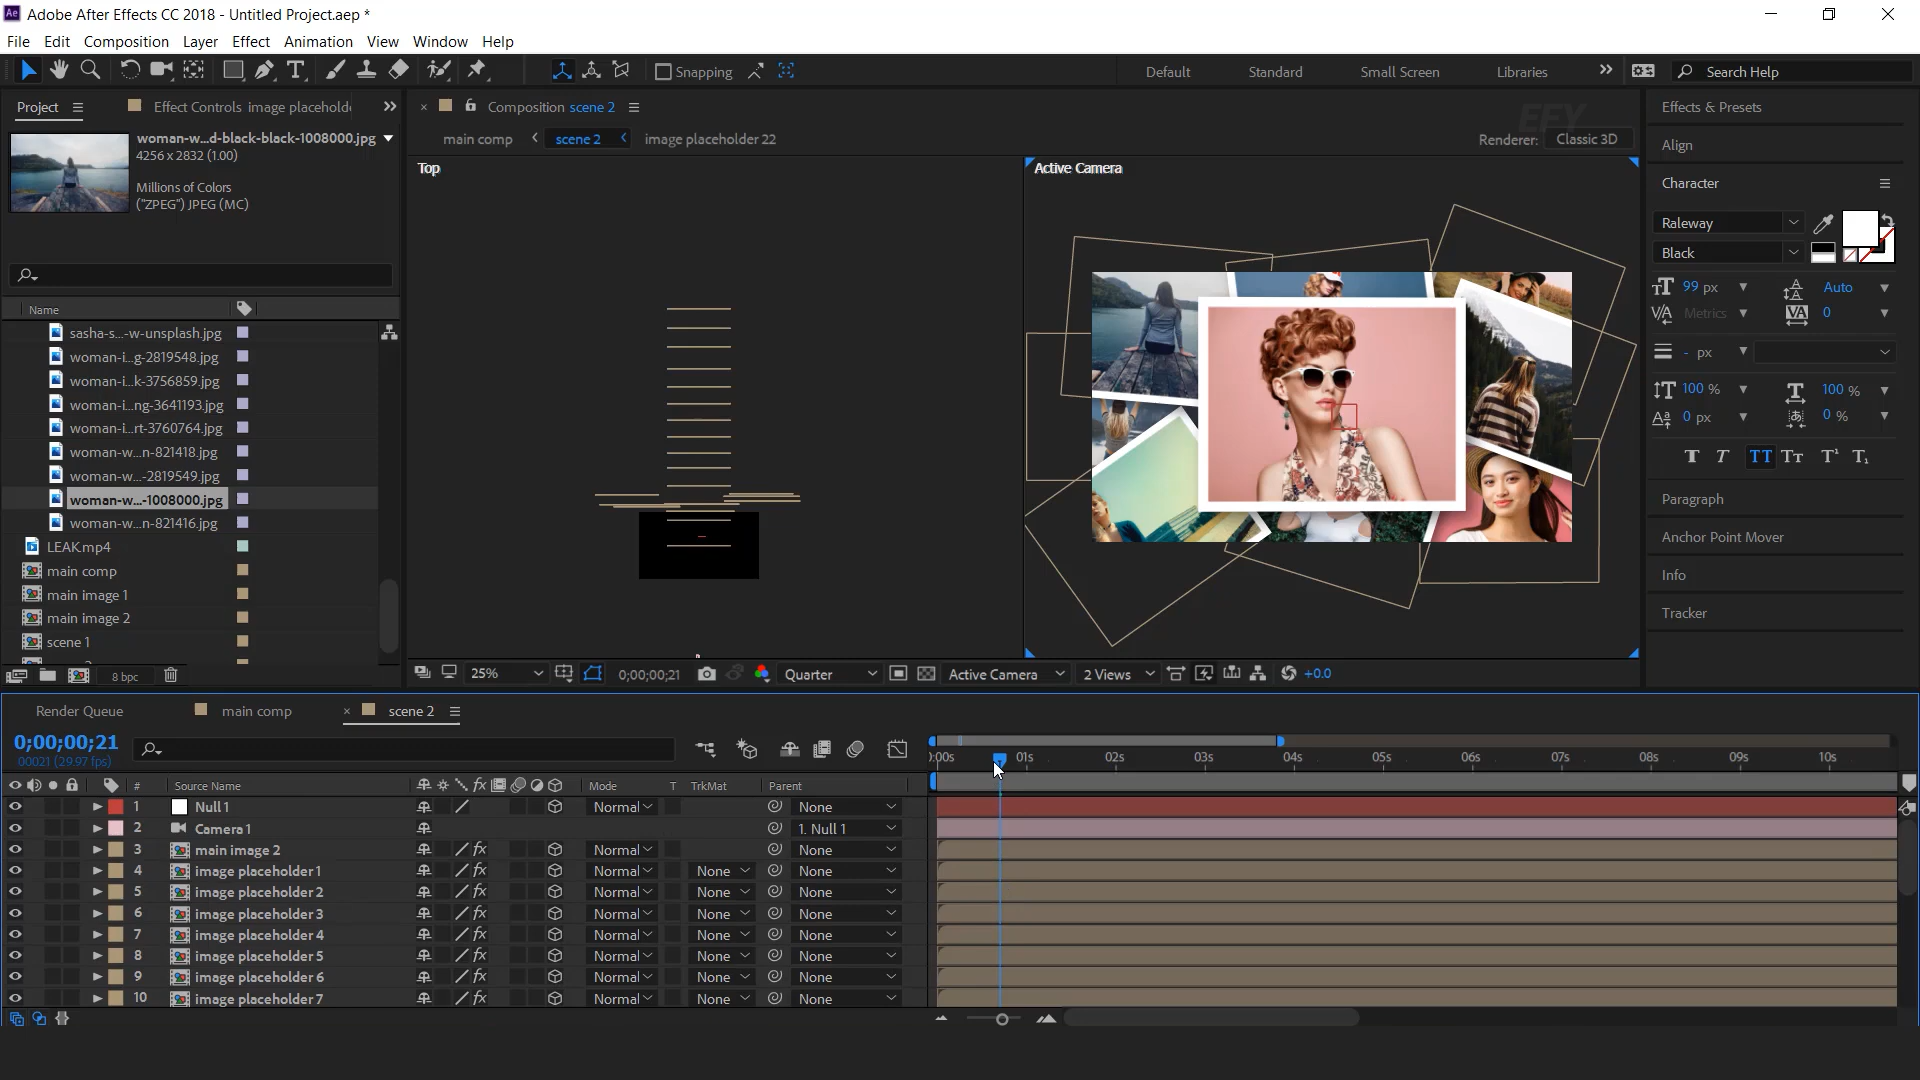 Adobe After Effects CC 2018 - Untitled Project.aep *
File Edit Composition Layer Effect Animation View Window Help
Snapping
Default Standard Small Screen Libraries
Search Help
Project Effect Controls image placehold
woman-w...d-black-black-1008000.jpg
4256 x 2832 (1.00)
Millions of Colors
("ZPEG") JPEG (MC)
Name
sasha-s...-w-unsplash.jpg
woman-i...g-2819548.jpg
woman-i...k-3756859.jpg
woman-i...ng-3641193.jpg
woman-i...rt-3760764.jpg
woman-w...n-821418.jpg
woman-w...-2819549.jpg
woman-w...-1008000.jpg
woman-w...n-821416.jpg
LEAK.mp4
main comp
main image 1
main image 2
scene 1
8 bpc
Composition scene 2
main comp scene 2 image placeholder 22
EFY
Renderer: Classic 3D
Top
Active Camera
25% 0;00;00;21 Quarter Active Camera 2 Views +0.0
Effects & Presets
Align
Character
Raleway
Black
99 px Auto
Metrics 0
- px
100 % 100 %
0 px 0 %
Paragraph
Anchor Point Mover
Info
Tracker
Render Queue main comp scene 2
0;00;00;21
00021 (29.97 fps)
):00s 01s 02s 03s 04s 05s 06s 07s 08s 09s 10s
# Source Name Mode T TrkMat Parent
1 Null 1 Normal None
2 Camera 1 1. Null 1
3 main image 2 Normal None
4 image placeholder 1 Normal None None
5 image placeholder 2 Normal None None
6 image placeholder 3 Normal None None
7 image placeholder 4 Normal None None
8 image placeholder 5 Normal None None
9 image placeholder 6 Normal None None
10 image placeholder 7 Normal None None